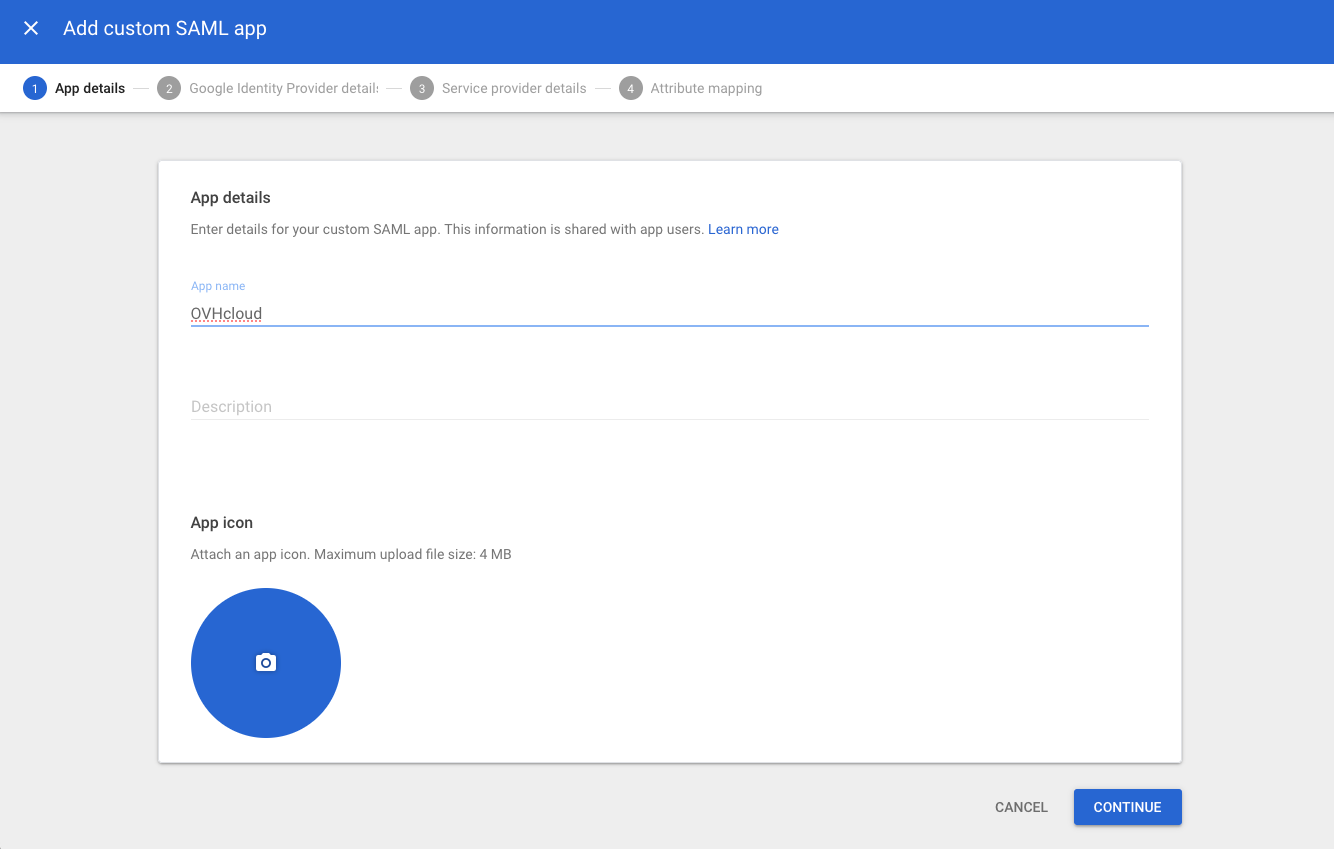 Add custom SAML app
1 App details 2 Google Identity Provider details 3 Service provider details 4 Attribute mapping
App details
Enter details for your custom SAML app. This information is shared with app users. Learn more
App name
OVHcloud
Description
App icon
Attach an app icon. Maximum upload file size: 4 MB
CANCEL CONTINUE